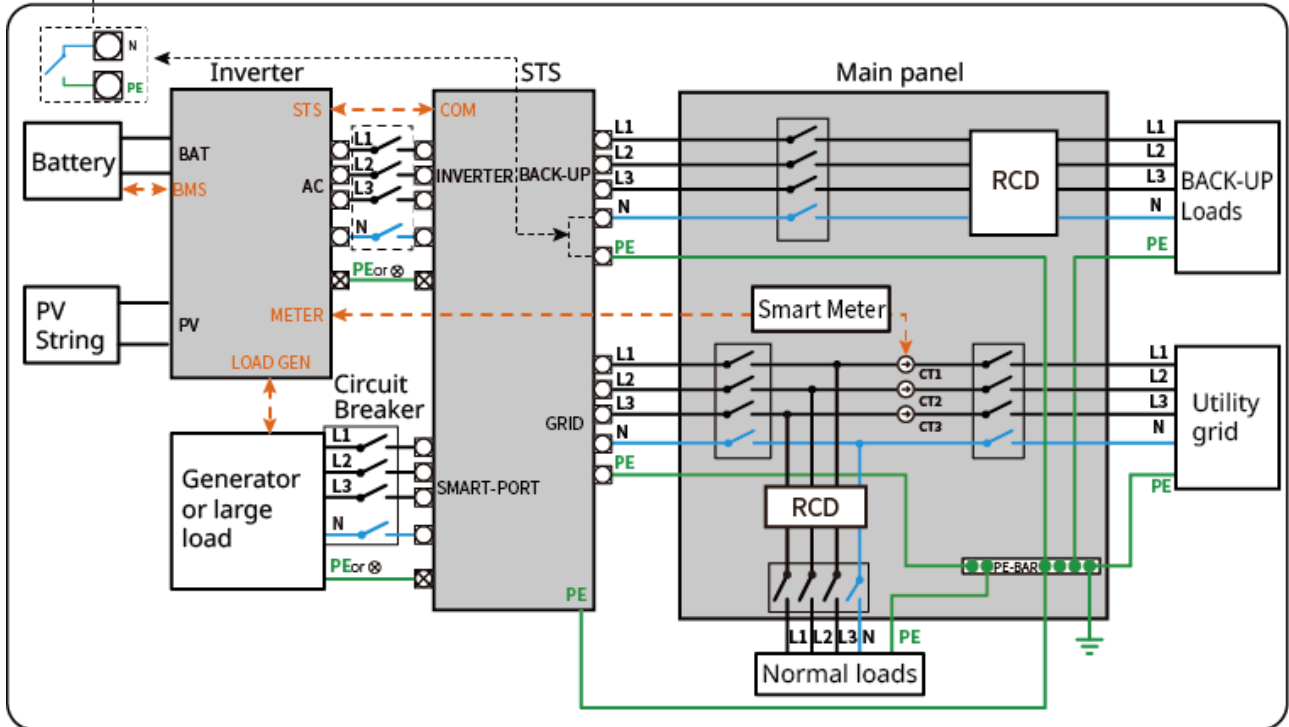 N
PE
Inverter
STS
Main panel
STS
COM
Battery
BAT
BMS
AC
L1
L2
L3
N
PE or ⊗
INVERTER
BACK-UP
L1
L2
L3
N
PE
RCD
L1
L2
L3
N
PE
BACK-UP
Loads
PV
String
PV
METER
LOAD GEN
Smart Meter
Circuit
Breaker
Generator
or large
load
L1
L2
L3
N
PE or ⊗
SMART-PORT
GRID
L1
L2
L3
N
PE
CT1
CT2
CT3
L1
L2
L3
N
PE
Utility
grid
RCD
PE-BAR
PE
L1 L2 L3 N PE
Normal loads